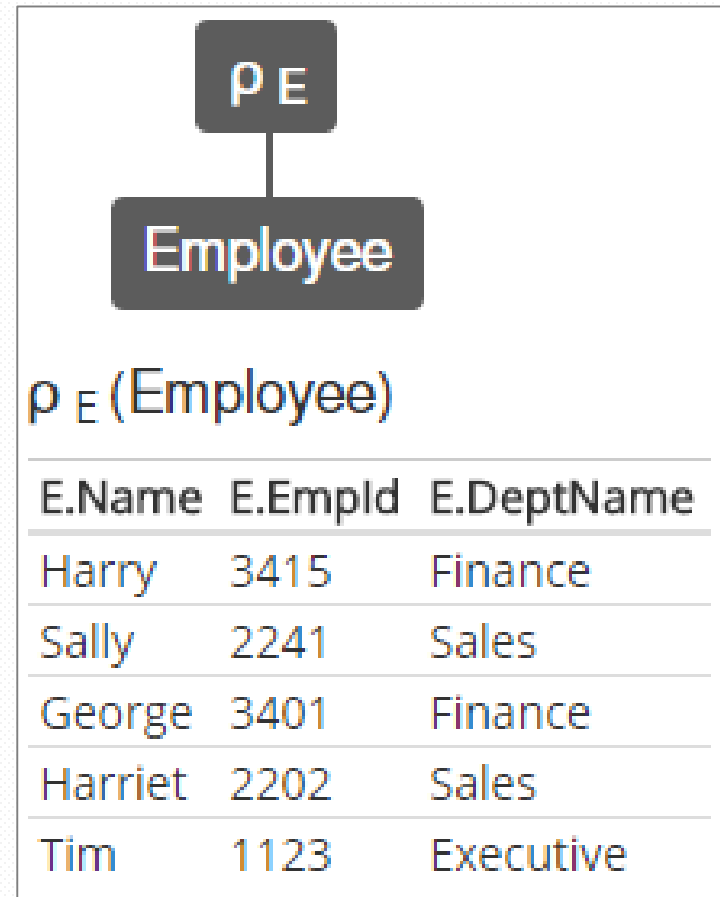 ρ E
Employee
ρ E (Employee)
E.Name E.EmpId E.DeptName
Harry 3415 Finance
Sally 2241 Sales
George 3401 Finance
Harriet 2202 Sales
Tim 1123 Executive